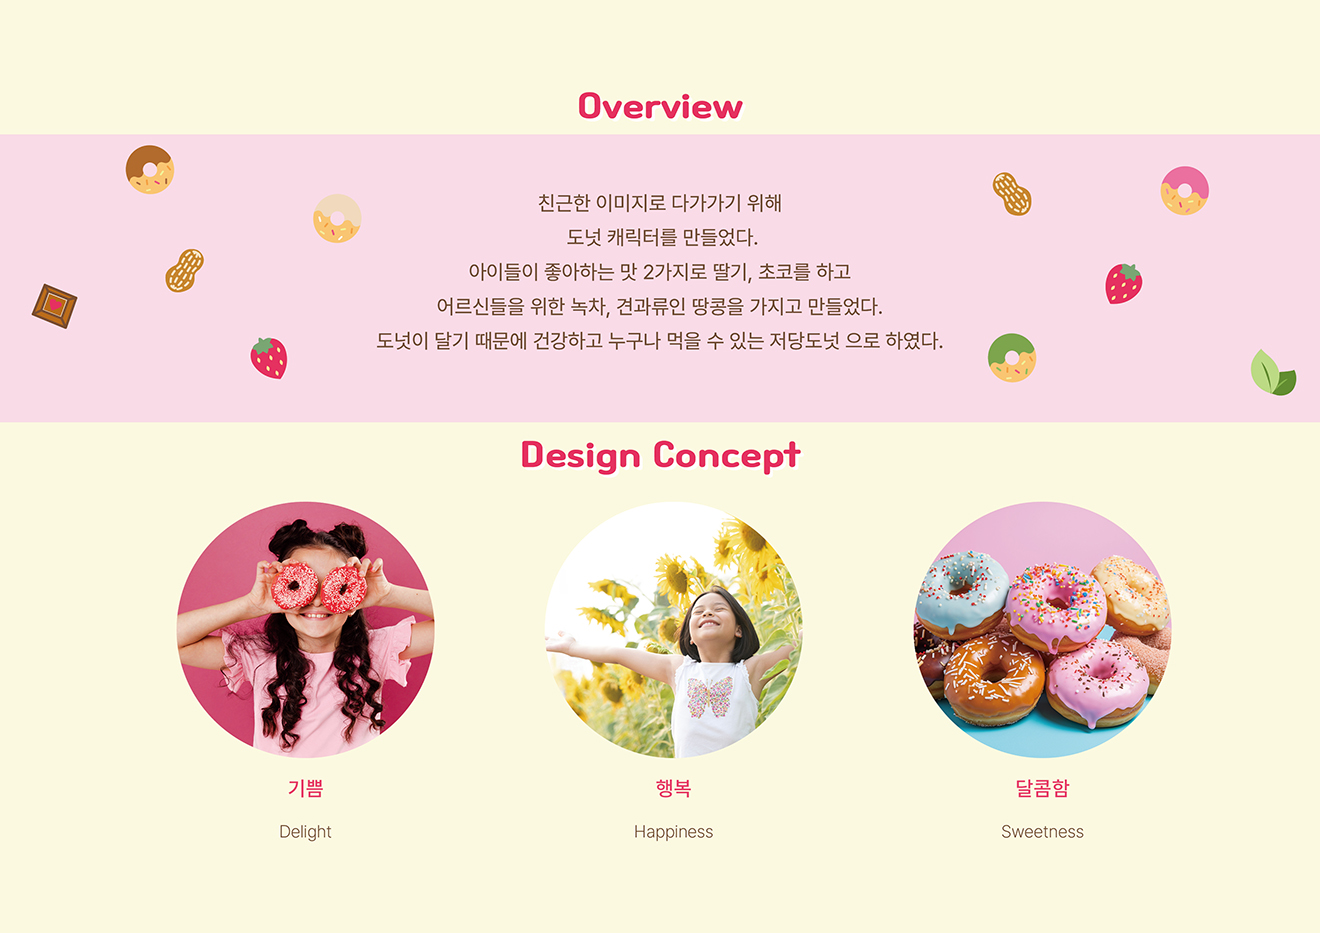 Overview
친근한 이미지로 다가가기 위해
도넛 캐릭터를 만들었다.
아이들이 좋아하는 맛 2가지로 딸기, 초코를 하고
어르신들을 위한 녹차, 견과류인 땅콩을 가지고 만들었다.
도넛이 달기 때문에 건강하고 누구나 먹을 수 있는 저당도넛 으로 하였다.
Design Concept
기쁨
행복
달콤함
Delight
Happiness
Sweetness